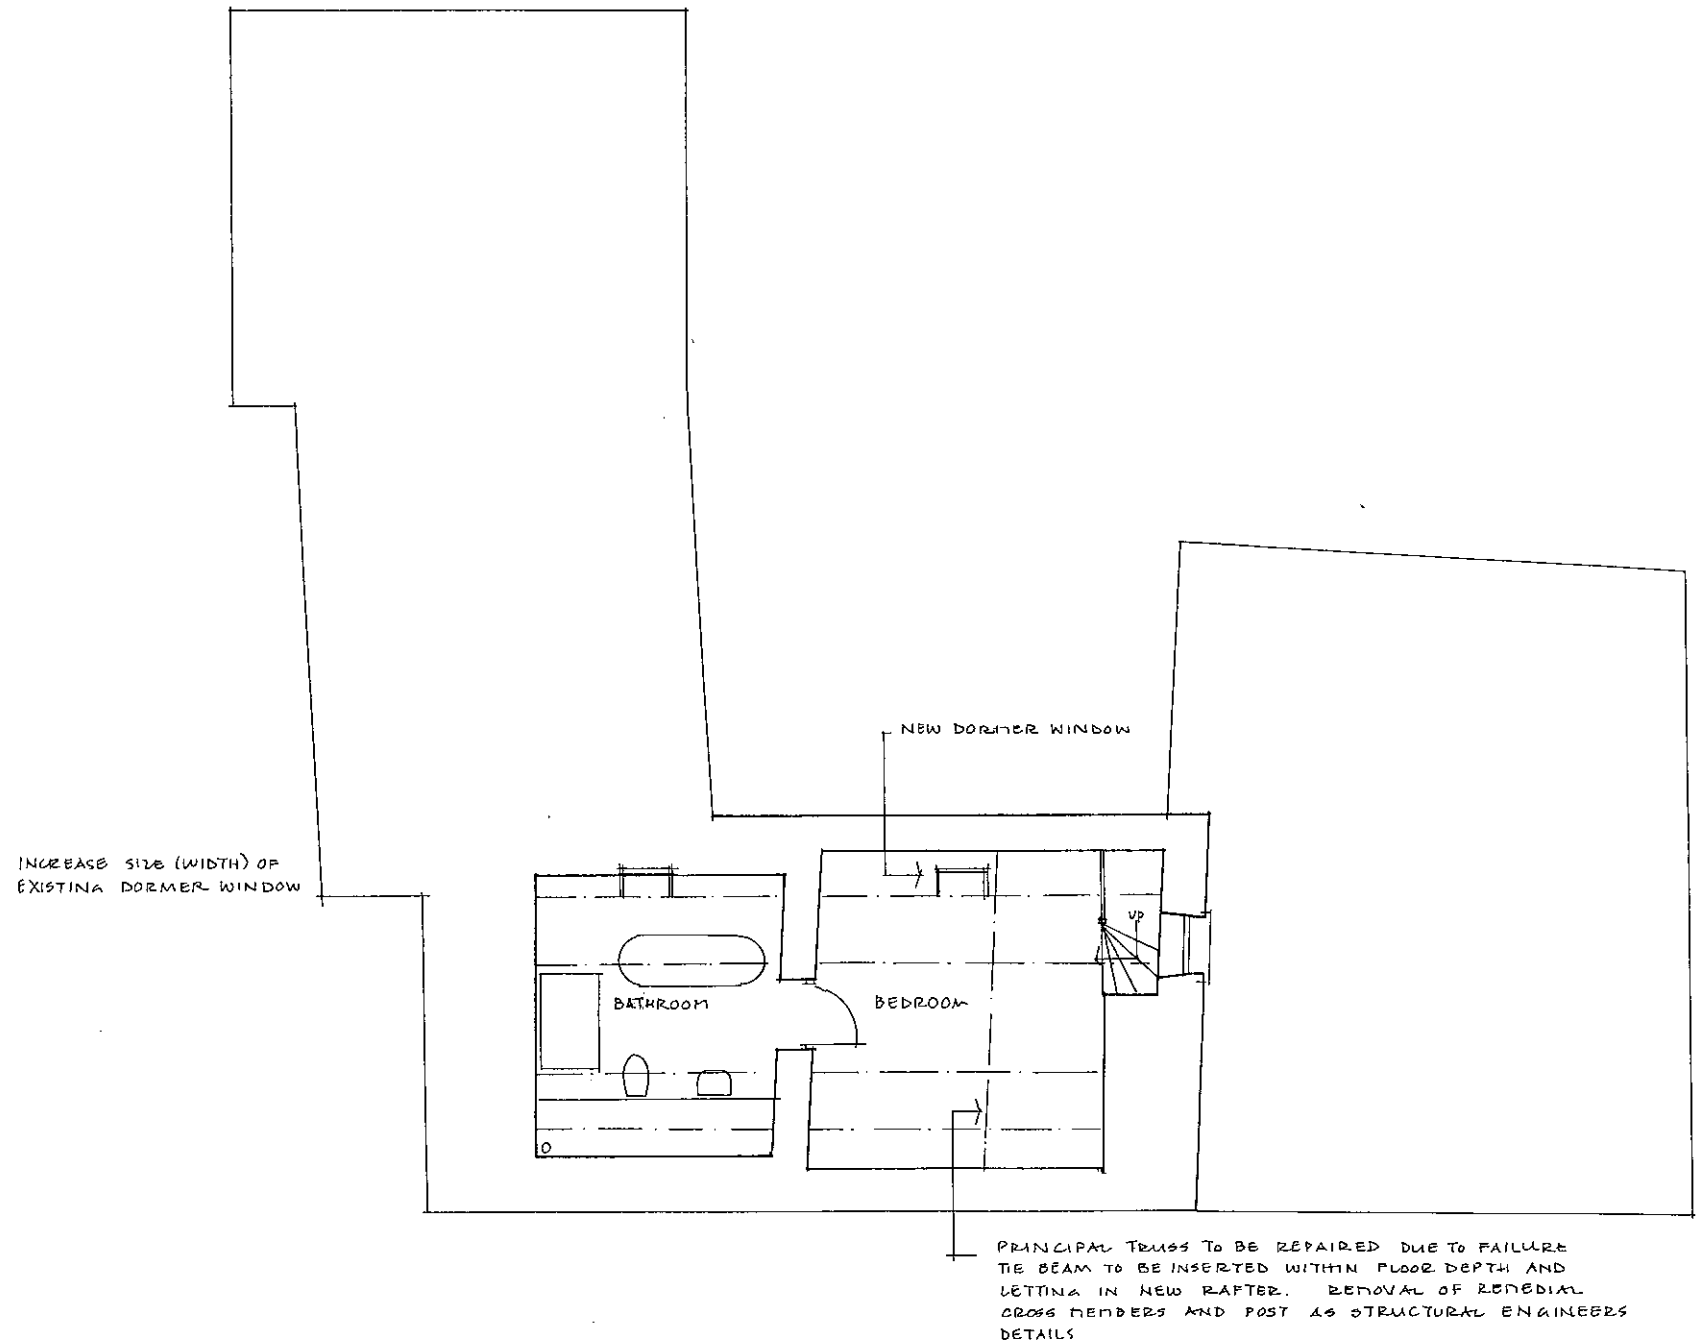 NEW DORMER WINDOW
INCREASE SIZE (WIDTH) OF
EXISTING DORMER WINDOW
UP
BATHROOM
BEDROOM
PRINCIPAL TRUSS TO BE REPAIRED DUE TO FAILURE
TIE BEAM TO BE INSERTED WITHIN FLOOR DEPTH AND
LETTING IN NEW RAFTER. REMOVAL OF REMEDIAL
CROSS MEMBERS AND POST AS STRUCTURAL ENGINEERS
DETAILS